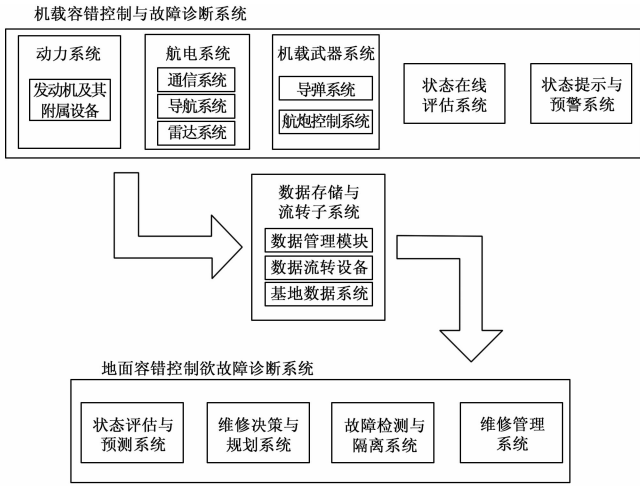 机载容错控制与故障诊断系统
动力系统
发动机及其
附属设备
航电系统
通信系统
导航系统
雷达系统
机载武器系统
导弹系统
航炮控制系统
状态在线
评估系统
状态提示与
预警系统
数据存储与
流转子系统
数据管理模块
数据流转设备
基地数据系统
地面容错控制欲故障诊断系统
状态评估与
预测系统
维修决策与
规划系统
故障检测与
隔离系统
维修管理
系统